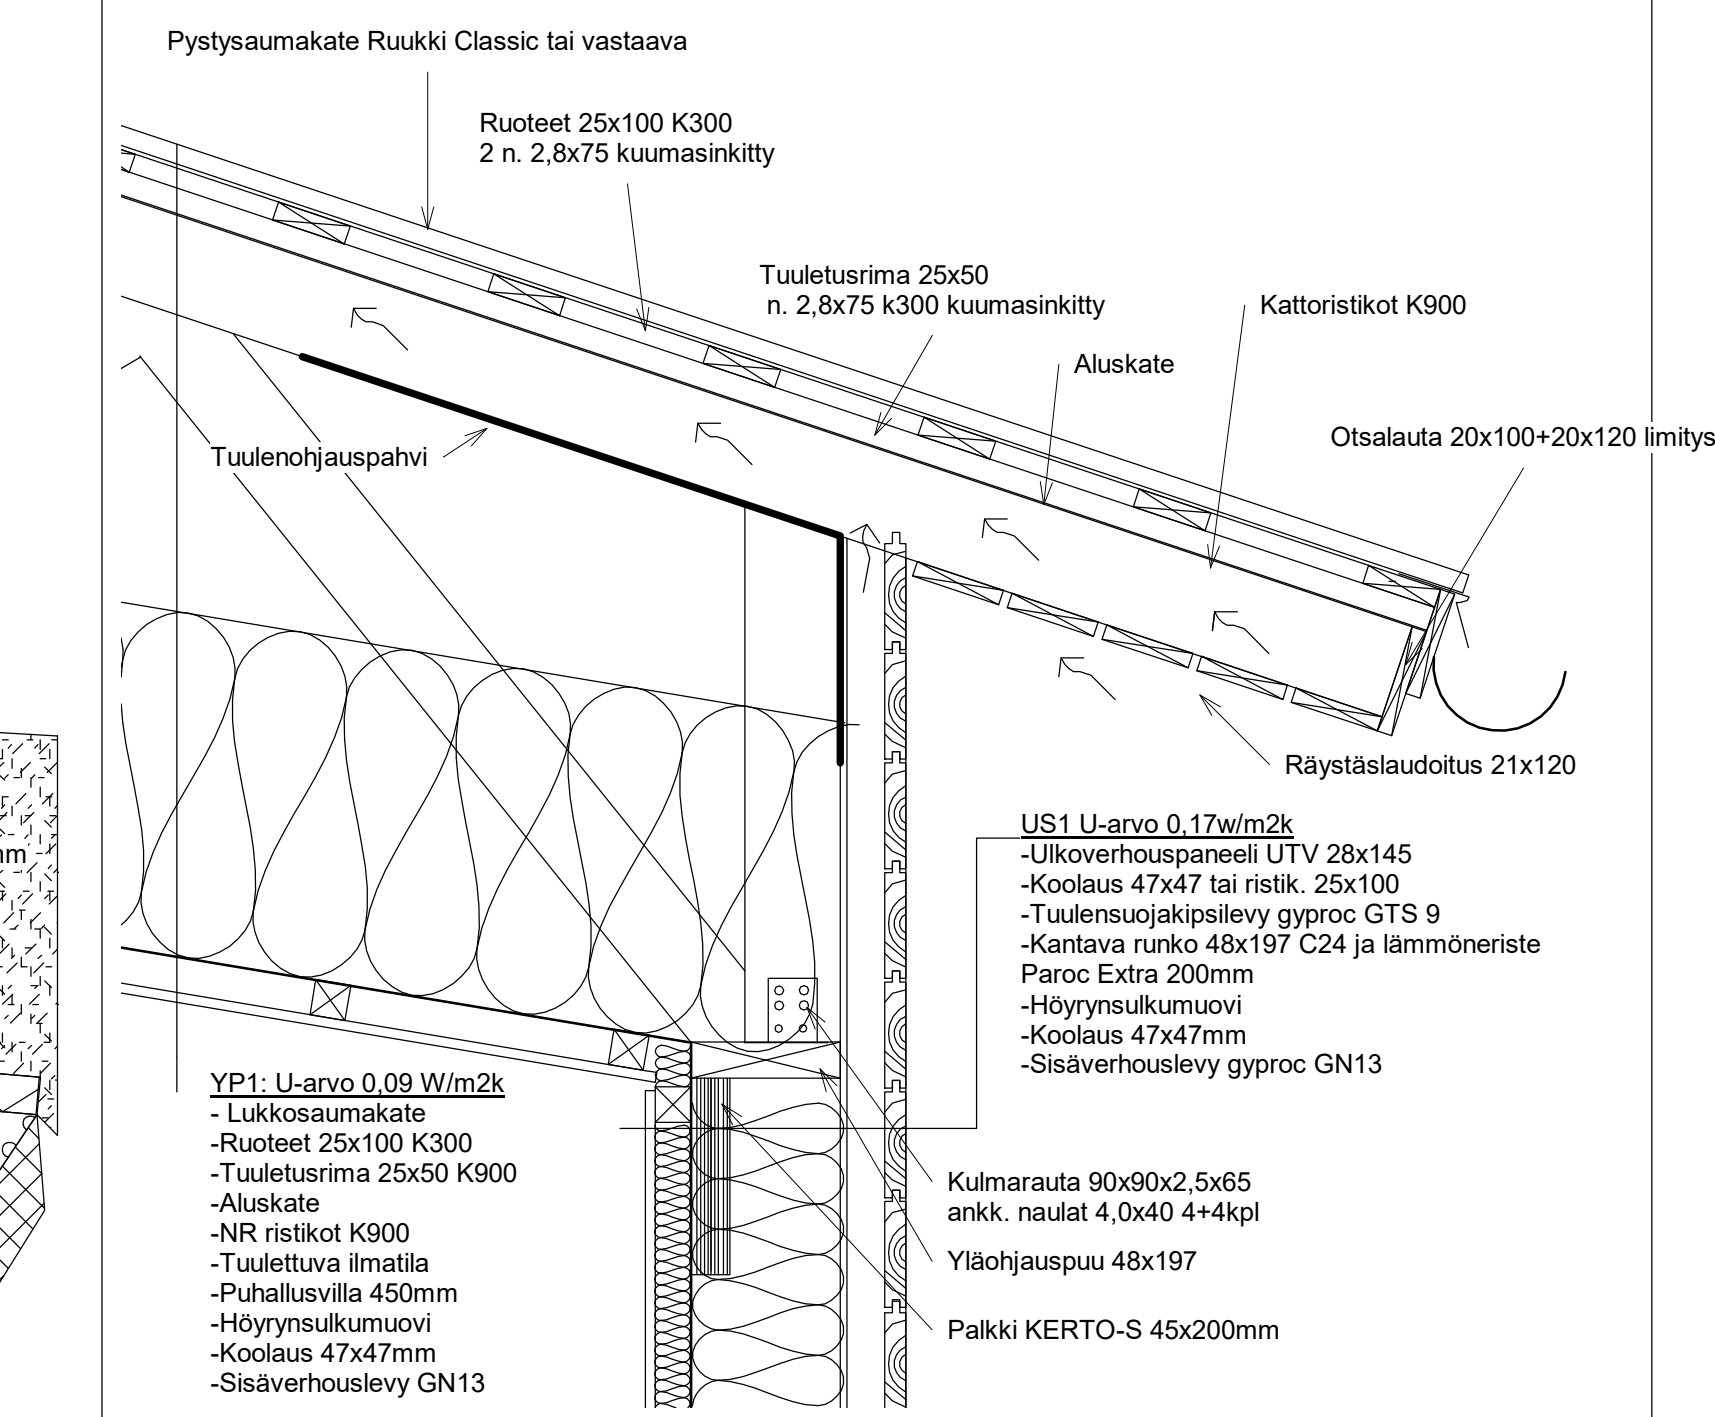 Pystysaumakate Ruukki Classic tai vastaava
Ruoteet 25x100 K300
2 n. 2,8x75 kuumasinkitty
Tuuletusrima 25x50
n. 2,8x75 k300 kuumasinkitty
Kattoristikot K900
Aluskate
Otsalauta 20x100+20x120 limitys
Tuulenohjauspahvi
Räystäslaudoitus 21x120
US1 U-arvo 0,17w/m2k
-Ulkoverhouspaneeli UTV 28x145
-Koolaus 47x47 tai ristik. 25x100
-Tuulensuojakipsilevy gyproc GTS 9
-Kantava runko 48x197 C24 ja lämmöneriste
Paroc Extra 200mm
-Höyrynsulkumuovi
-Koolaus 47x47mm
-Sisäverhouslevy gyproc GN13
YP1: U-arvo 0,09 W/m2k
- Lukkosaumakate
-Ruoteet 25x100 K300
-Tuuletusrima 25x50 K900
-Aluskate
-NR ristikot K900
-Tuulettuva ilmatila
-Puhallusvilla 450mm
-Höyrynsulkumuovi
-Koolaus 47x47mm
-Sisäverhouslevy GN13
Kulmarauta 90x90x2,5x65
ankk. naulat 4,0x40 4+4kpl
Yläohjauspuu 48x197
Palkki KERTO-S 45x200mm